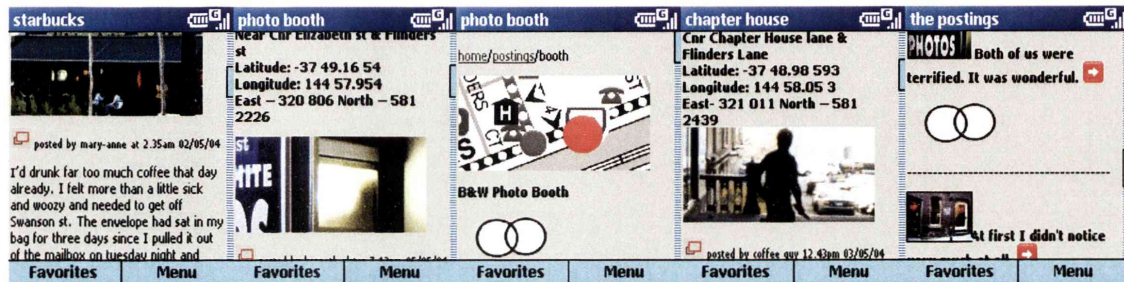 starbucks
G
posted by mary-anne at 2.35am 02/05/04
I'd drunk far too much coffee that day
already. I felt more than a little sick
and woozy and needed to get off
Swanson st. The envelope had sat in my
bag for three days since I pulled it out
of the mailbox on tuesday night and
Favorites Menu
photo booth
G
Near Cnr Elizabeth st & Flinders
st
Latitude: -37 49.16 54
Longitude: 144 57.954
East – 320 806 North – 581
2226
Favorites Menu
photo booth
G
home/postings/booth
H
CT
B&W Photo Booth
Favorites Menu
chapter house
G
Cnr Chapter House lane &
Flinders Lane
Latitude: -37 48.98 593
Longitude: 144 58.05 3
East- 321 011 North – 581
2439
posted by coffee guy 12.43pm 03/05/04
Favorites Menu
the postings
G
PHOTOS Both of us were
terrified. It was wonderful.
At first I didn't notice
Favorites Menu